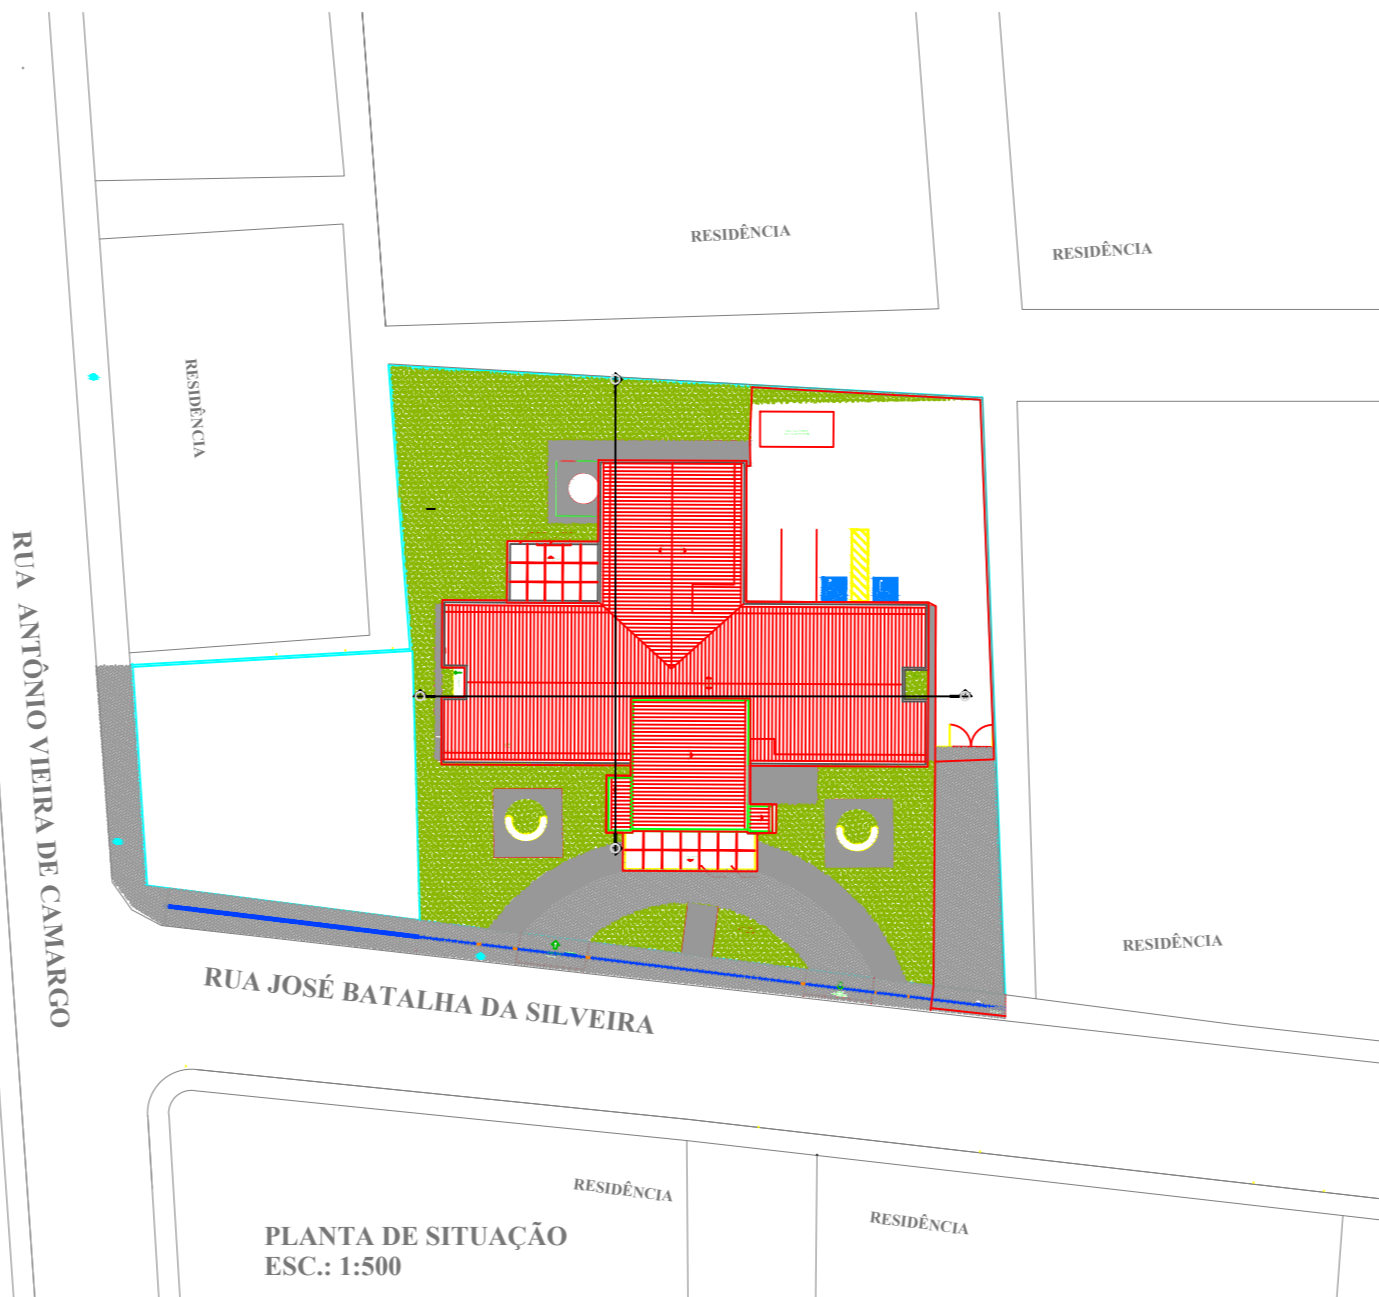 RESIDÊNCIA
RESIDÊNCIA
RESIDÊNCIA
RUA ANTÔNIO VIEIRA DE CAMARGO
RESIDÊNCIA
RUA JOSÉ BATALHA DA SILVEIRA
RESIDÊNCIA
RESIDÊNCIA
PLANTA DE SITUAÇÃO
ESC.: 1:500